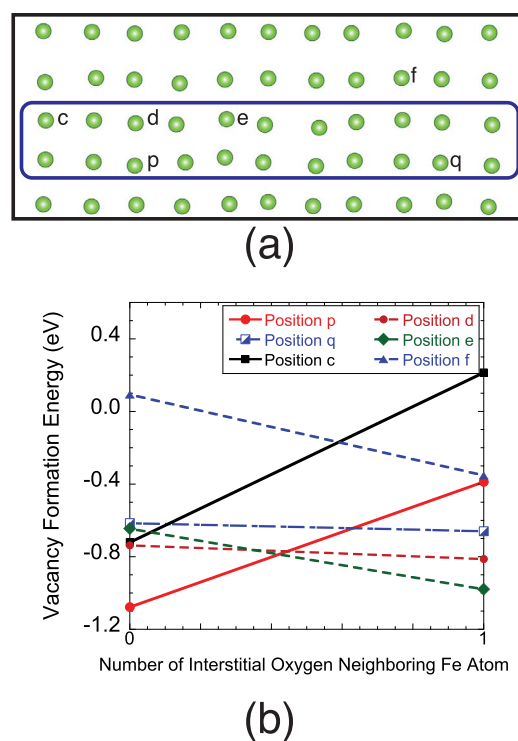 f
c d e
p q
(a)
Vacancy Formation Energy (eV)
0.4
0.0
-0.4
-0.8
-1.2
Position p
Position q
Position c
Position d
Position e
Position f
0 1
Number of Interstitial Oxygen Neighboring Fe Atom
(b)